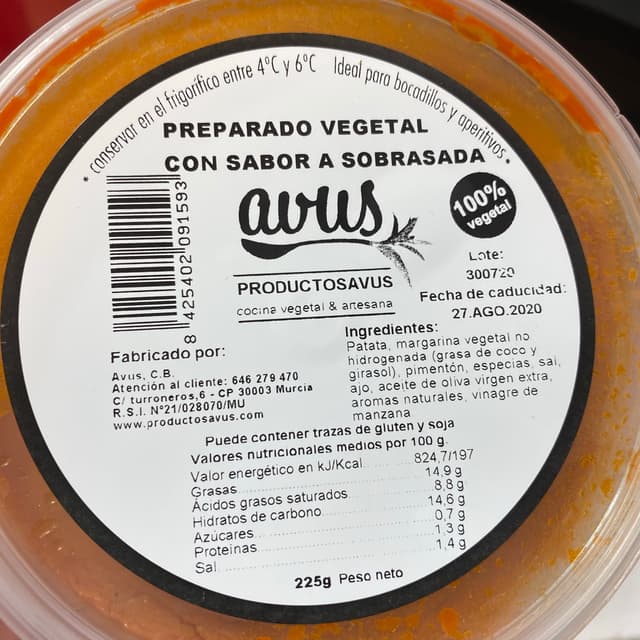 • conservar en el frigorífico entre 4ºC y 6ºC Ideal para bocadillos y aperitivos.•
PREPARADO VEGETAL
CON SABOR A SOBRASADA
avus
100%
vegetal
PRODUCTOSAVUS
cocina vegetal & artesana
8 425402 091593
Lote:
300720
Fecha de caducidad:
27.AGO.2020
Fabricado por:
Avus, C.B.
Atención al cliente: 646 279 470
C/ turroneros,6 - CP 30003 Murcia
R.S.I. Nº21/028070/MU
www.productosavus.com
Ingredientes:
Patata, margarina vegetal no
hidrogenada (grasa de coco y
girasol), pimentón, especias, sal,
ajo, aceite de oliva virgen extra,
aromas naturales, vinagre de
manzana
Puede contener trazas de gluten y soja
Valores nutricionales medios por 100 g.
Valor energético en kJ/Kcal 824,7/197
Grasas 14,9 g
Ácidos grasos saturados 8,8 g
Hidratos de carbono 14,6 g
Azúcares 0,7 g
Proteinas 1,3 g
Sal 1,4 g
225g Peso neto